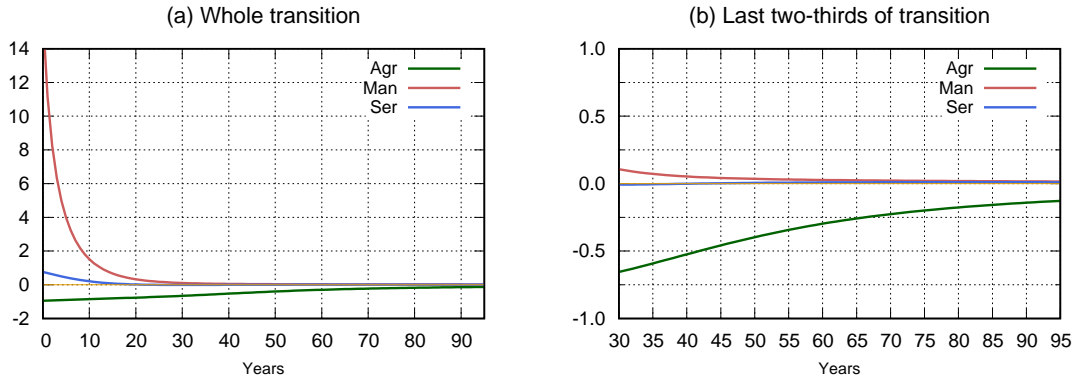 (a) Whole transition
14
12
10
8
6
4
2
0
-2
Agr
Man
Ser
0 10 20 30 40 50 60 70 80 90
Years
(b) Last two-thirds of transition
1.0
0.5
0.0
-0.5
-1.0
Agr
Man
Ser
30 35 40 45 50 55 60 65 70 75 80 85 90 95
Years